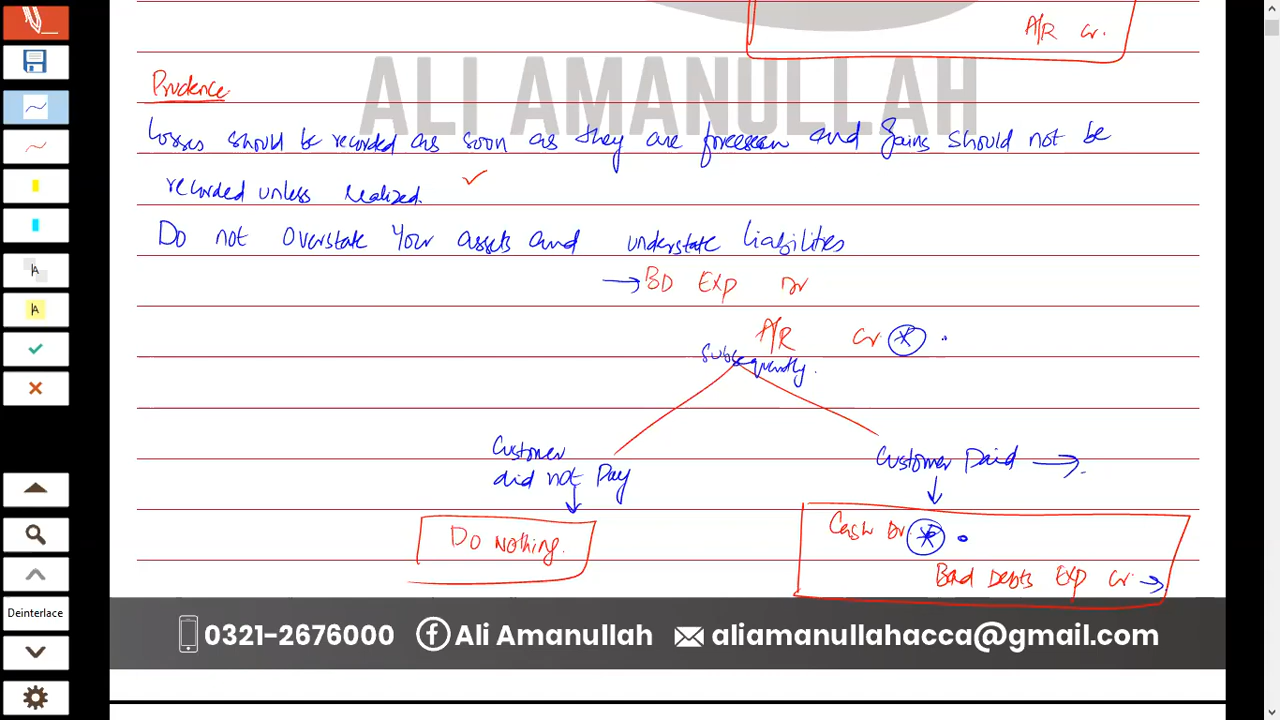 A/R cr.
ALI AMANULLAH
Prudence
Losses should be recorded as soon as they are foreseen and gains should not be
recorded unless realized.
Do not overstate Your assets and understate liabilities
→ BD Exp Dr
A/R Cr *
Subsequently.
Customer
did not Pay
Customer Paid →
Do Nothing.
Cash Dr *
Bad Debts Exp Cr. →
Deinterlace
0321-2676000 Ali Amanullah aliamanullahacca@gmail.com